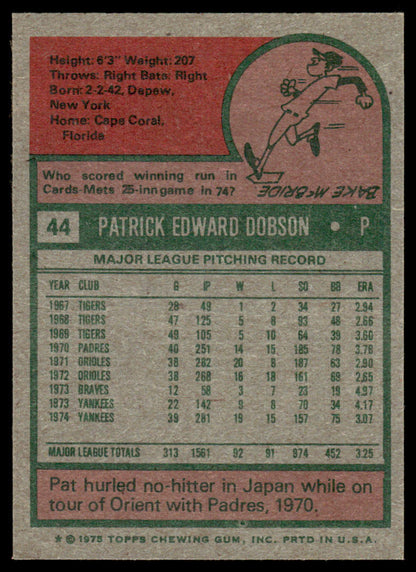 Height: 6'3" Weight: 207
Throws: Right Bats: Right
Born: 2-2-42, Depew,
New York
Home: Cape Coral,
Florida
Who scored winning run in
Cards-Mets 25-inn game in 74?
BAKE McBRIDE
44 PATRICK EDWARD DOBSON • P
MAJOR LEAGUE PITCHING RECORD
YEAR CLUB G IP W L SO BB ERA
1967 TIGERS 28 49 1 2 34 27 2.94
1968 TIGERS 47 125 5 8 93 48 2.66
1969 TIGERS 49 105 5 10 64 39 3.60
1970 PADRES 40 251 14 15 185 78 3.76
1971 ORIOLES 38 282 20 8 187 63 2.90
1972 ORIOLES 38 268 16 18 161 69 2.65
1973 BRAVES 12 58 3 7 23 19 4.97
1973 YANKEES 22 142 9 8 70 34 4.17
1974 YANKEES 39 281 19 15 157 75 3.07
MAJOR LEAGUE TOTALS 313 1561 92 91 974 452 3.25
Pat hurled no-hitter in Japan while on
tour of Orient with Padres, 1970.
* © 1975 TOPPS CHEWING GUM, INC. PRTD IN U.S.A.